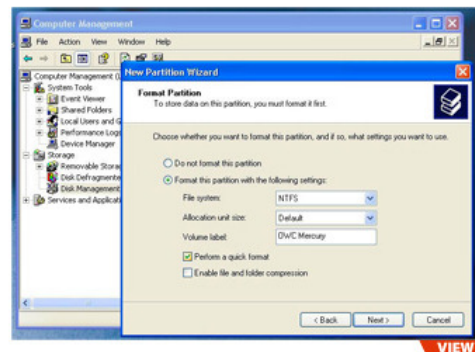 Computer Management
File Action View Window Help
Computer Management (L
System Tools
Event Viewer
Shared Folders
Local Users and G
Performance Logs
Device Manager
Storage
Removable Stora
Disk Defragmente
Disk Management
Services and Applicati
New Partition Wizard
Format Partition
To store data on this partition, you must format it first.
Choose whether you want to format this partition, and if so, what settings you want to use.
Do not format this partition
Format this partition with the following settings:
File system: NTFS
Allocation unit size: Default
Volume label: OWC Mercury
Perform a quick format
Enable file and folder compression
< Back Next > Cancel
VIEW